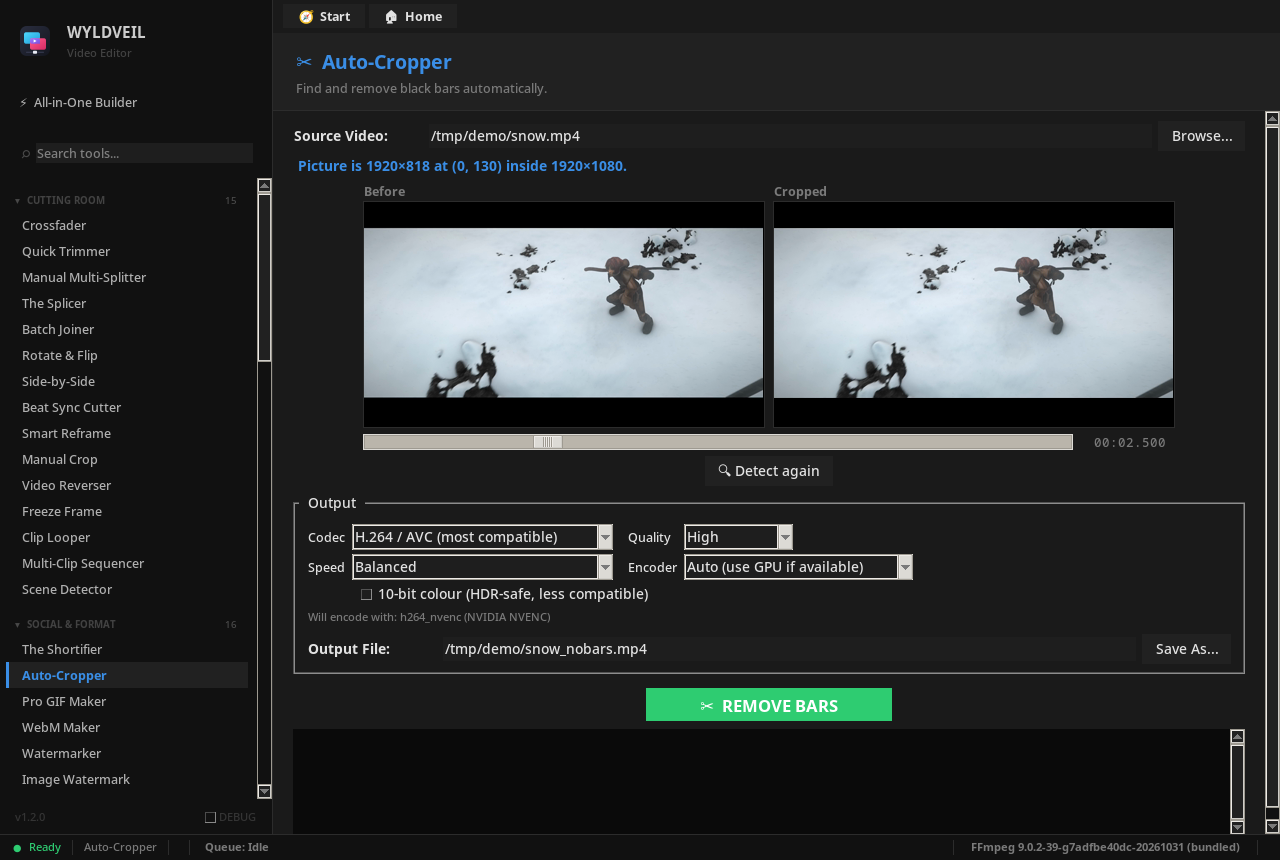 WYLDVEIL
Video Editor
All-in-One Builder
Search tools...
CUTTING ROOM 15
Crossfader
Quick Trimmer
Manual Multi-Splitter
The Splicer
Batch Joiner
Rotate & Flip
Side-by-Side
Beat Sync Cutter
Smart Reframe
Manual Crop
Video Reverser
Freeze Frame
Clip Looper
Multi-Clip Sequencer
Scene Detector
SOCIAL & FORMAT 16
The Shortifier
Auto-Cropper
Pro GIF Maker
WebM Maker
Watermarker
Image Watermark
v1.2.0 DEBUG
Start Home
Auto-Cropper
Find and remove black bars automatically.
Source Video: /tmp/demo/snow.mp4 Browse...
Picture is 1920×818 at (0, 130) inside 1920×1080.
Before Cropped
00:02.500
Detect again
Output
Codec H.264 / AVC (most compatible) Quality High
Speed Balanced Encoder Auto (use GPU if available)
10-bit colour (HDR-safe, less compatible)
Will encode with: h264_nvenc (NVIDIA NVENC)
Output File: /tmp/demo/snow_nobars.mp4 Save As...
REMOVE BARS
Ready Auto-Cropper Queue: Idle FFmpeg 9.0.2-39-g7adfbe40dc-20261031 (bundled)